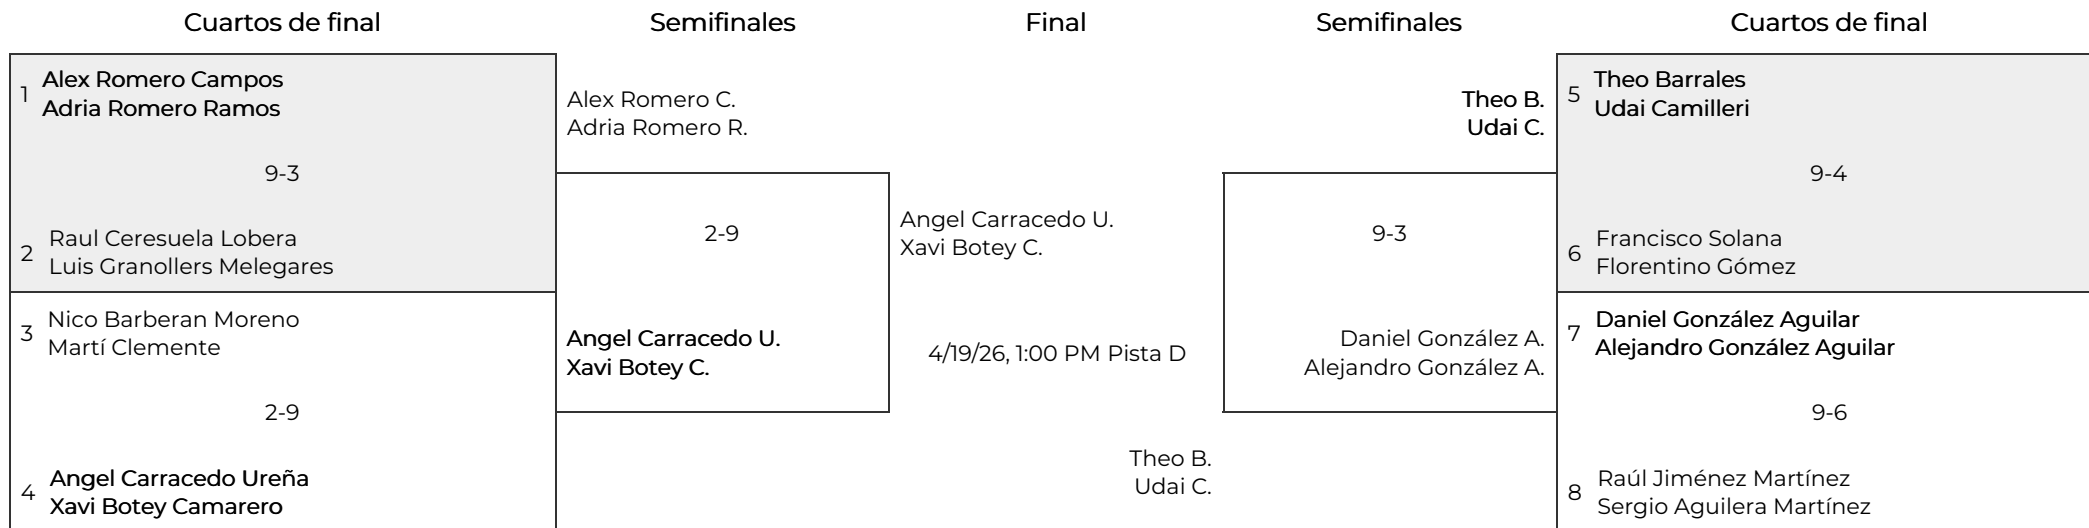 Cuartos de final
Semifinales
Final
Semifinales
Cuartos de final
1
Alex Romero Campos
Adria Romero Ramos
9-3
2
Raul Ceresuela Lobera
Luis Granollers Melegares
3
Nico Barberan Moreno
Martí Clemente
2-9
4
Angel Carracedo Ureña
Xavi Botey Camarero
Alex Romero C.
Adria Romero R.
2-9
Angel Carracedo U.
Xavi Botey C.
Angel Carracedo U.
Xavi Botey C.
4/19/26, 1:00 PM Pista D
Theo B.
Udai C.
Theo B.
Udai C.
9-3
Daniel González A.
Alejandro González A.
5
Theo Barrales
Udai Camilleri
9-4
6
Francisco Solana
Florentino Gómez
7
Daniel González Aguilar
Alejandro González Aguilar
9-6
8
Raúl Jiménez Martínez
Sergio Aguilera Martínez